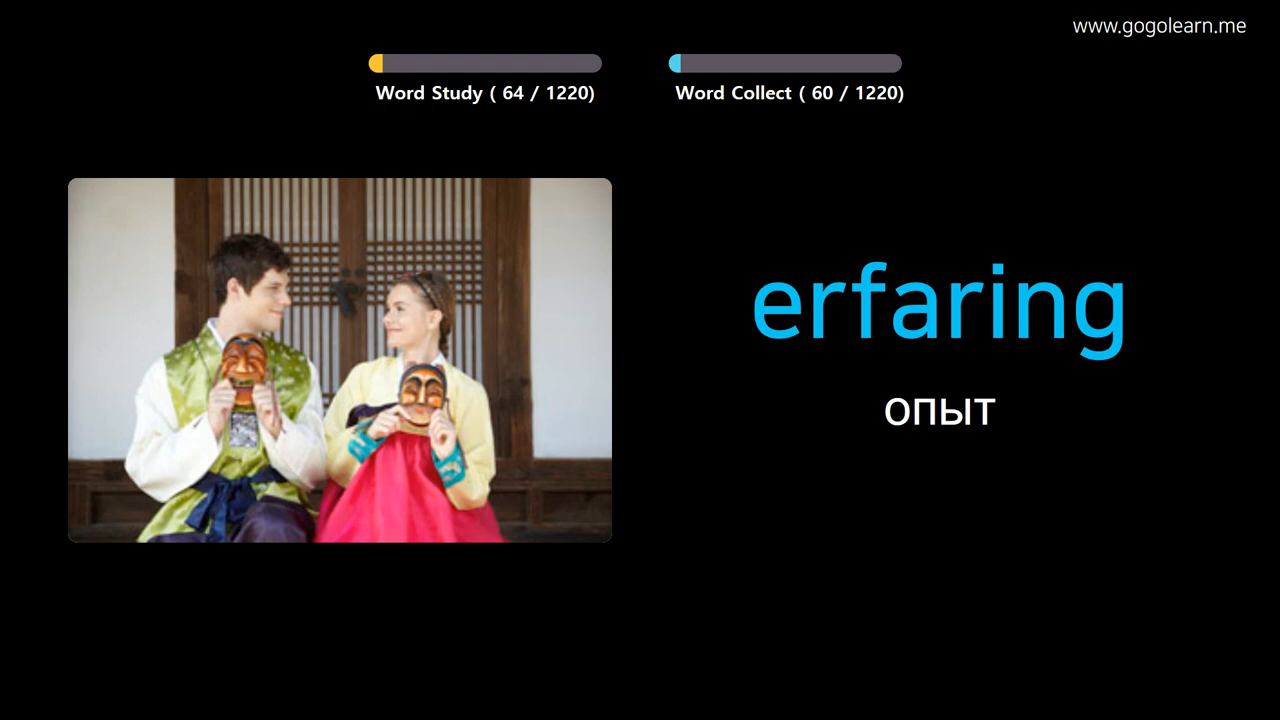 www.gogolearn.me
Word Study ( 64 / 1220)
Word Collect ( 60 / 1220)
erfaring
опыт